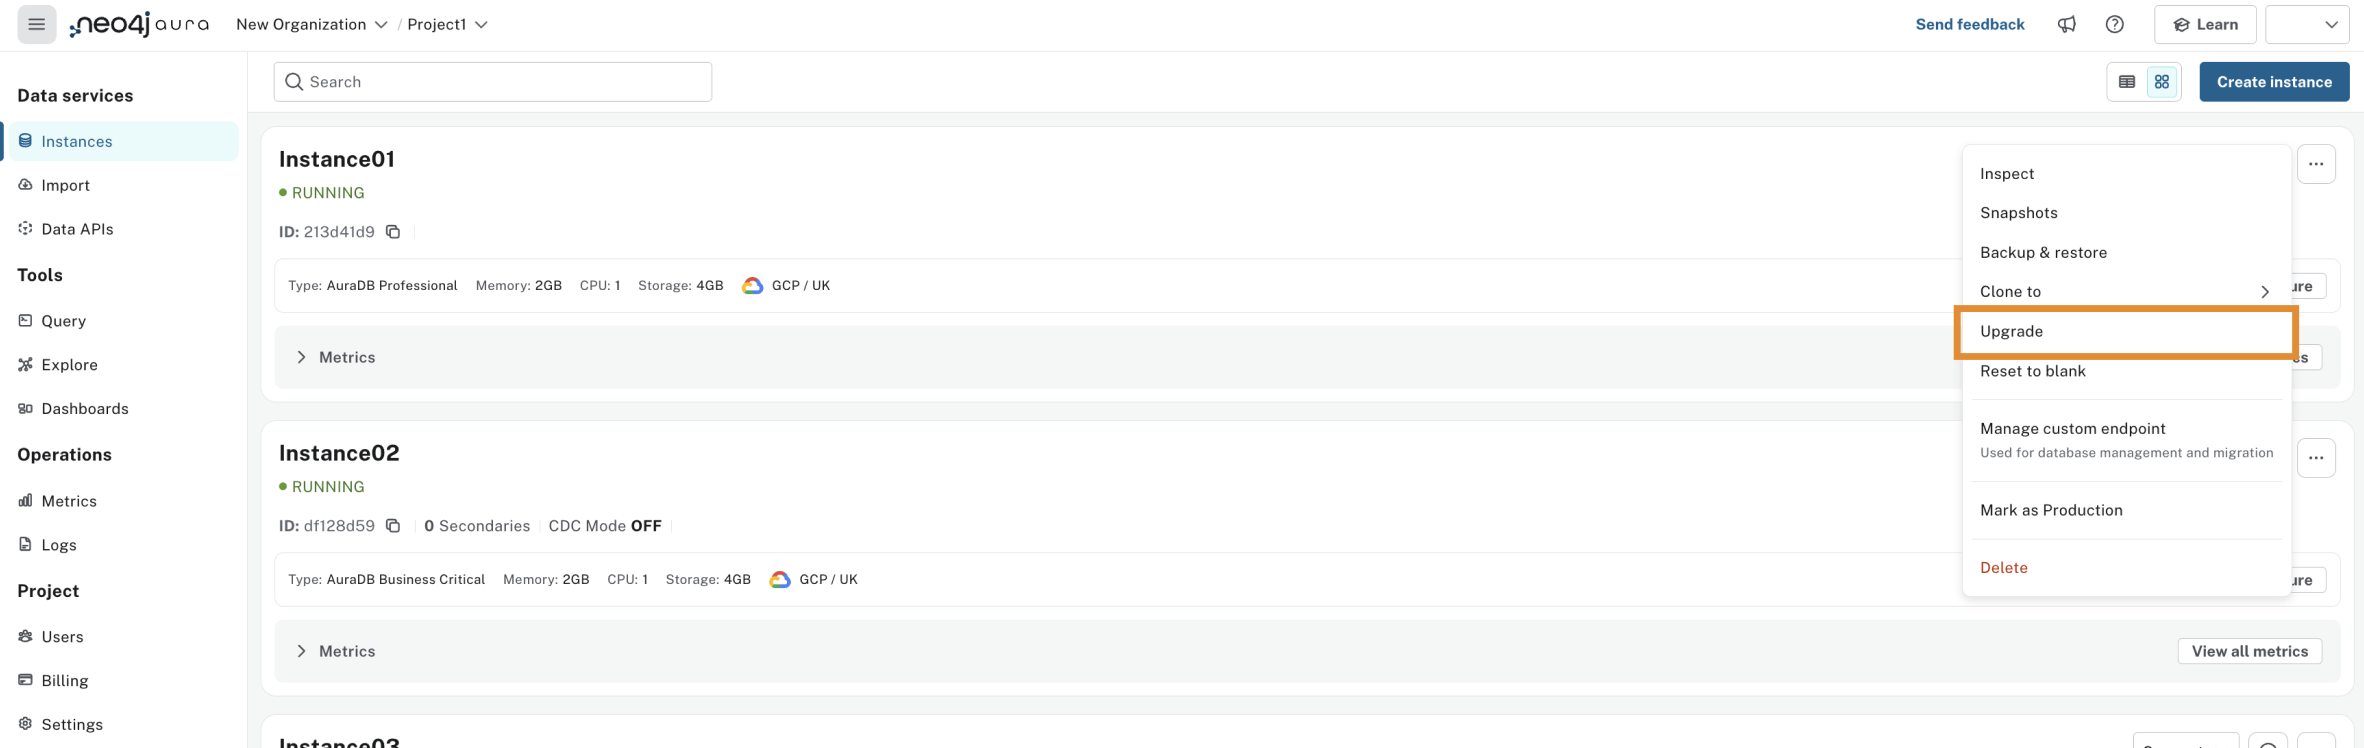 neo4j aura
New Organization / Project1
Send feedback
Learn
Data services
Instances
Import
Data APIs
Tools
Query
Explore
Dashboards
Operations
Metrics
Logs
Project
Users
Billing
Settings
Search
Create instance
Instance01
RUNNING
ID: 213d41d9
Type: AuraDB Professional Memory: 2GB CPU: 1 Storage: 4GB GCP / UK
Metrics
Inspect
Snapshots
Backup & restore
Clone to
Upgrade
Reset to blank
Manage custom endpoint
Used for database management and migration
Mark as Production
Delete
Instance02
RUNNING
ID: df128d59 0 Secondaries CDC Mode OFF
Type: AuraDB Business Critical Memory: 2GB CPU: 1 Storage: 4GB GCP / UK
Metrics
View all metrics
Instance03